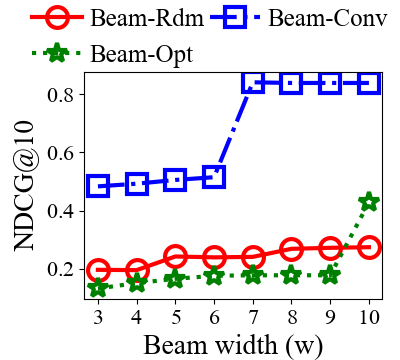 Beam-Rdm Beam-Conv
Beam-Opt
NDCG@10
0.8
0.6
0.4
0.2
3 4 5 6 7 8 9 10
Beam width (w)